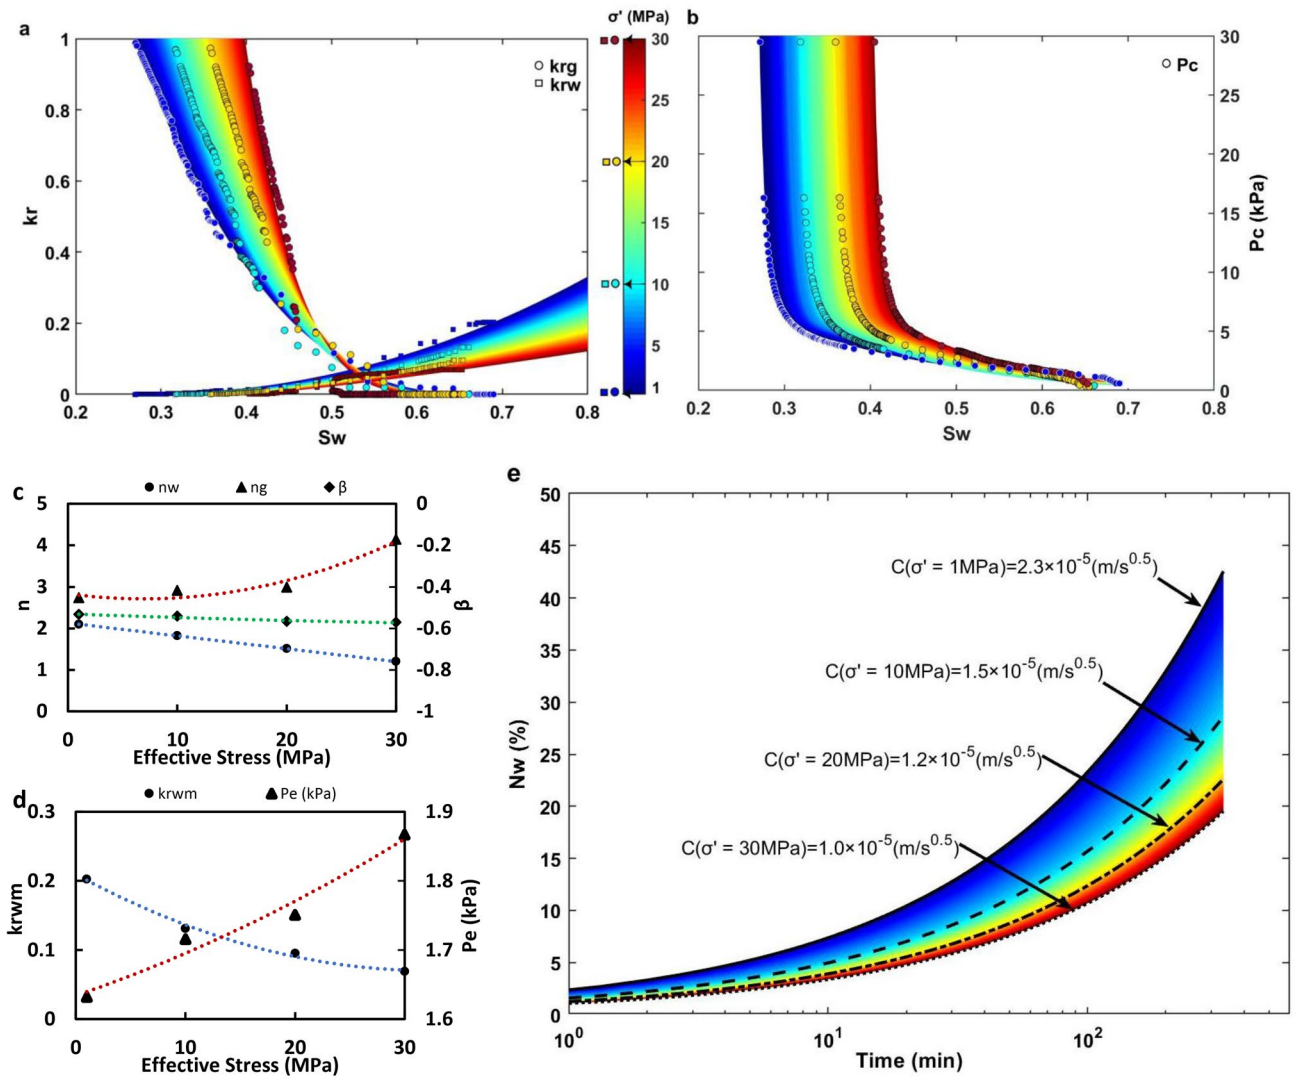 a
σ' (MPa)
1
0.8
0.6
0.4
0.2
0
kr
0.2
0.3
0.4
0.5
0.6
0.7
0.8
Sw
krg
krw
30
25
20
15
10
5
1
b
Pc
30
25
20
15
10
5
0
Pc (kPa)
0.2
0.3
0.4
0.5
0.6
0.7
0.8
Sw
c
nw
ng
β
5
4
3
2
1
0
n
0
-0.2
-0.4
-0.6
-0.8
-1
β
0
10
20
30
Effective Stress (MPa)
d
krwm
Pe (kPa)
0.3
0.2
0.1
0
krwm
1.9
1.8
1.7
1.6
Pe (kPa)
0
10
20
30
Effective Stress (MPa)
e
50
45
40
35
30
25
20
15
10
5
0
Nw (%)
C(σ' = 1MPa)=2.3×10⁻⁵(m/s⁰·⁵)
C(σ' = 10MPa)=1.5×10⁻⁵(m/s⁰·⁵)
C(σ' = 20MPa)=1.2×10⁻⁵(m/s⁰·⁵)
C(σ' = 30MPa)=1.0×10⁻⁵(m/s⁰·⁵)
10⁰
10¹
10²
Time (min)